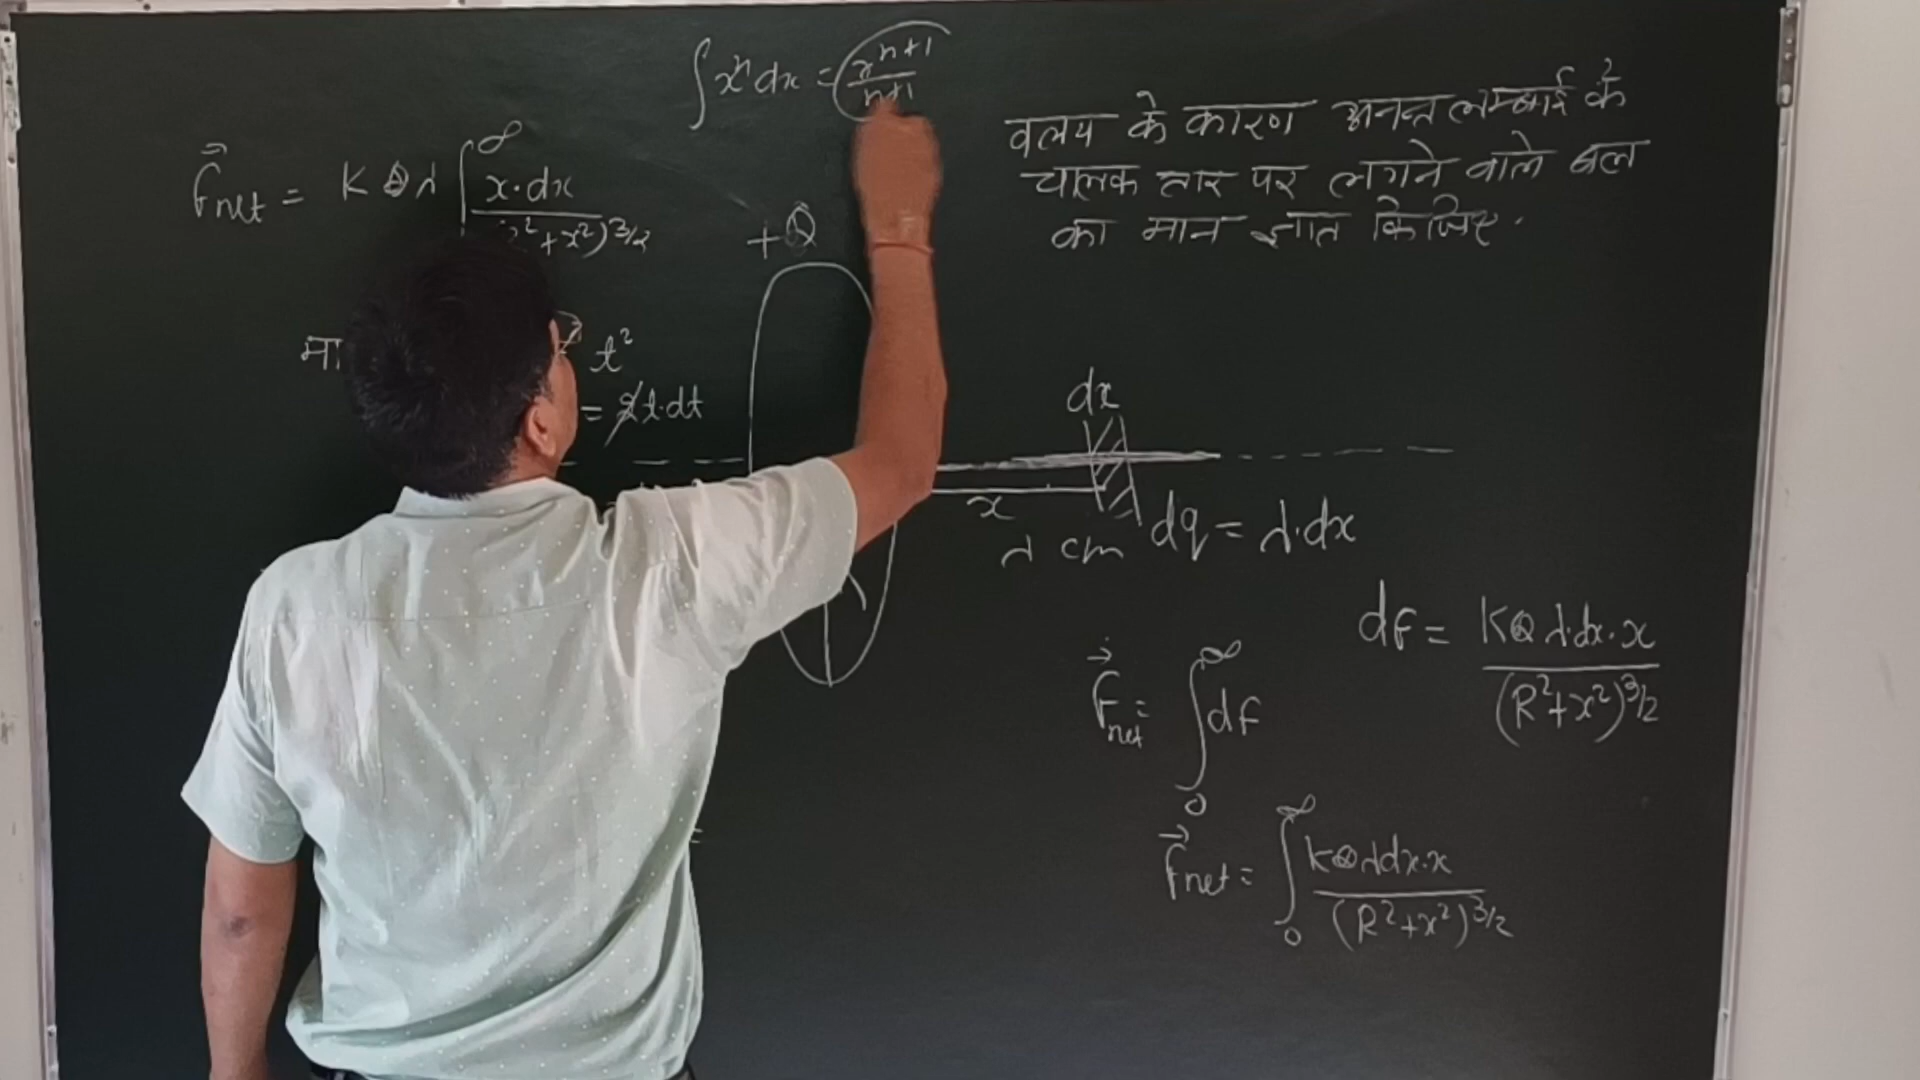 ∫xⁿdx = xⁿ⁺¹/n+1
वलय के कारण अनन्त लम्बाई के
चालक तार पर लगने वाले बल
का मान ज्ञात किजिए.
F⃗net = KQλ ∫^∞ x·dx/(R²+x²)^3/2
+Q
t²
= 2t·dt
dx
x
λ cm dq = λ·dx
dF = KQλ·dx·x/(R²+x²)^3/2
F⃗net = ∫₀^∞ dF
F⃗net = ∫₀^∞ KQλdx·x/(R²+x²)^3/2